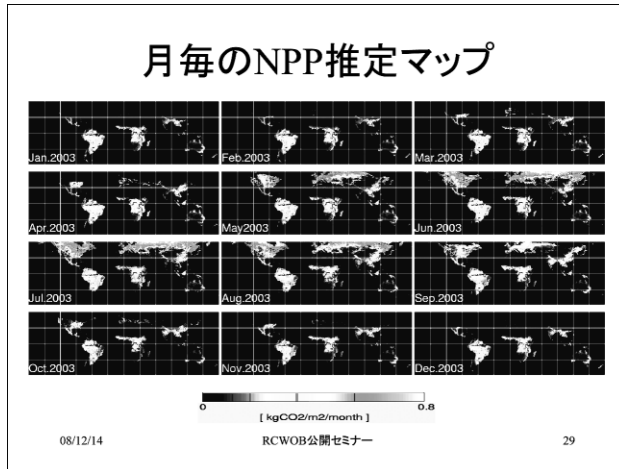 月毎のNPP推定マップ
Jan.2003 Feb.2003 Mar.2003
Apr.2003 May2003 Jun.2003
Jul.2003 Aug.2003 Sep.2003
Oct.2003 Nov.2003 Dec.2003
0 0.8
[ kgCO2/m2/month ]
08/12/14 RCWOB公開セミナー 29